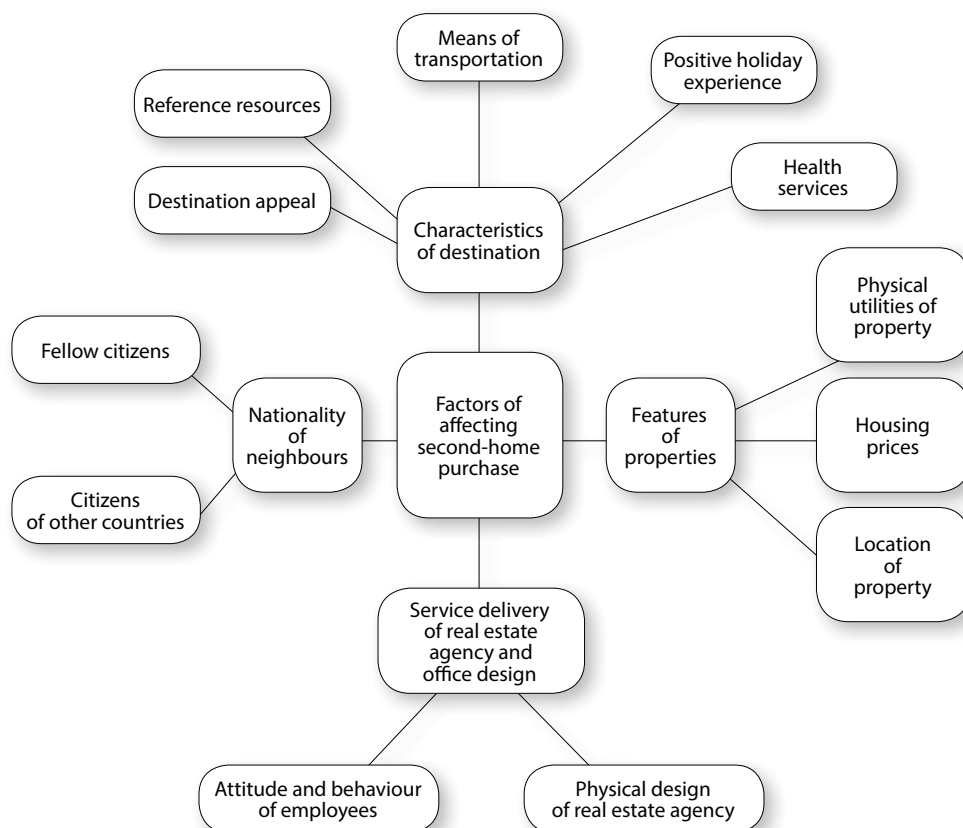 Means of
transportation
Positive holiday
experience
Reference resources
Health
services
Destination appeal
Characteristics
of destination
Physical
utilities of
property
Fellow citizens
Nationality
of
neighbours
Factors of
affecting
second-home
purchase
Features
of
properties
Housing
prices
Citizens
of other countries
Location
of
property
Service delivery
of real estate
agency and
office design
Attitude and behaviour
of employees
Physical design
of real estate agency